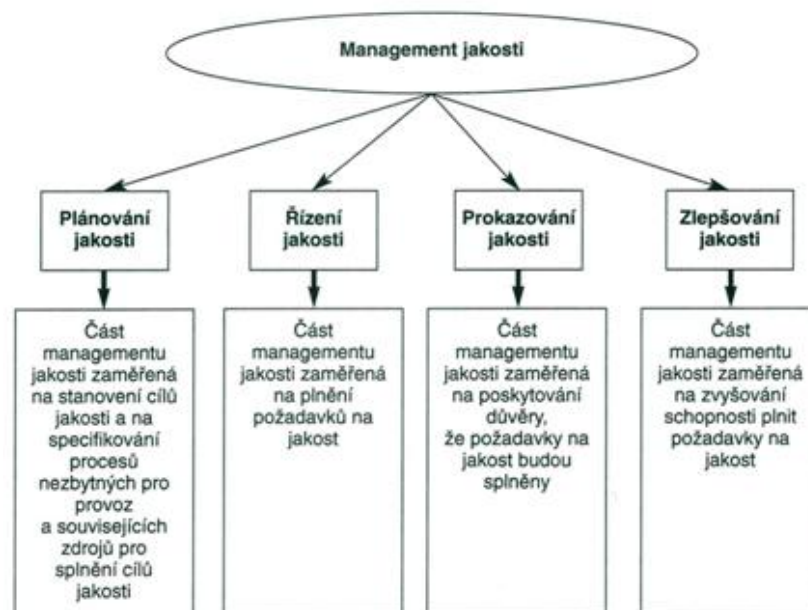 Management jakosti
Plánování
jakosti
Řízení
jakosti
Prokazování
jakosti
Zlepšování
jakosti
Část
managementu
jakosti zaměřená
na stanovení cílů
jakosti a na
specifikování
procesů
nezbytných pro
provoz
a souvisejících
zdrojů pro
splnění cílů
jakosti
Část
managementu
jakosti zaměřená
na plnění
požadavků na
jakost
Část
managementu
jakosti zaměřená
na poskytování
důvěry,
že požadavky na
jakost budou
splněny
Část
managementu
jakosti zaměřená
na zvyšování
schopnosti plnit
požadavky na
jakost